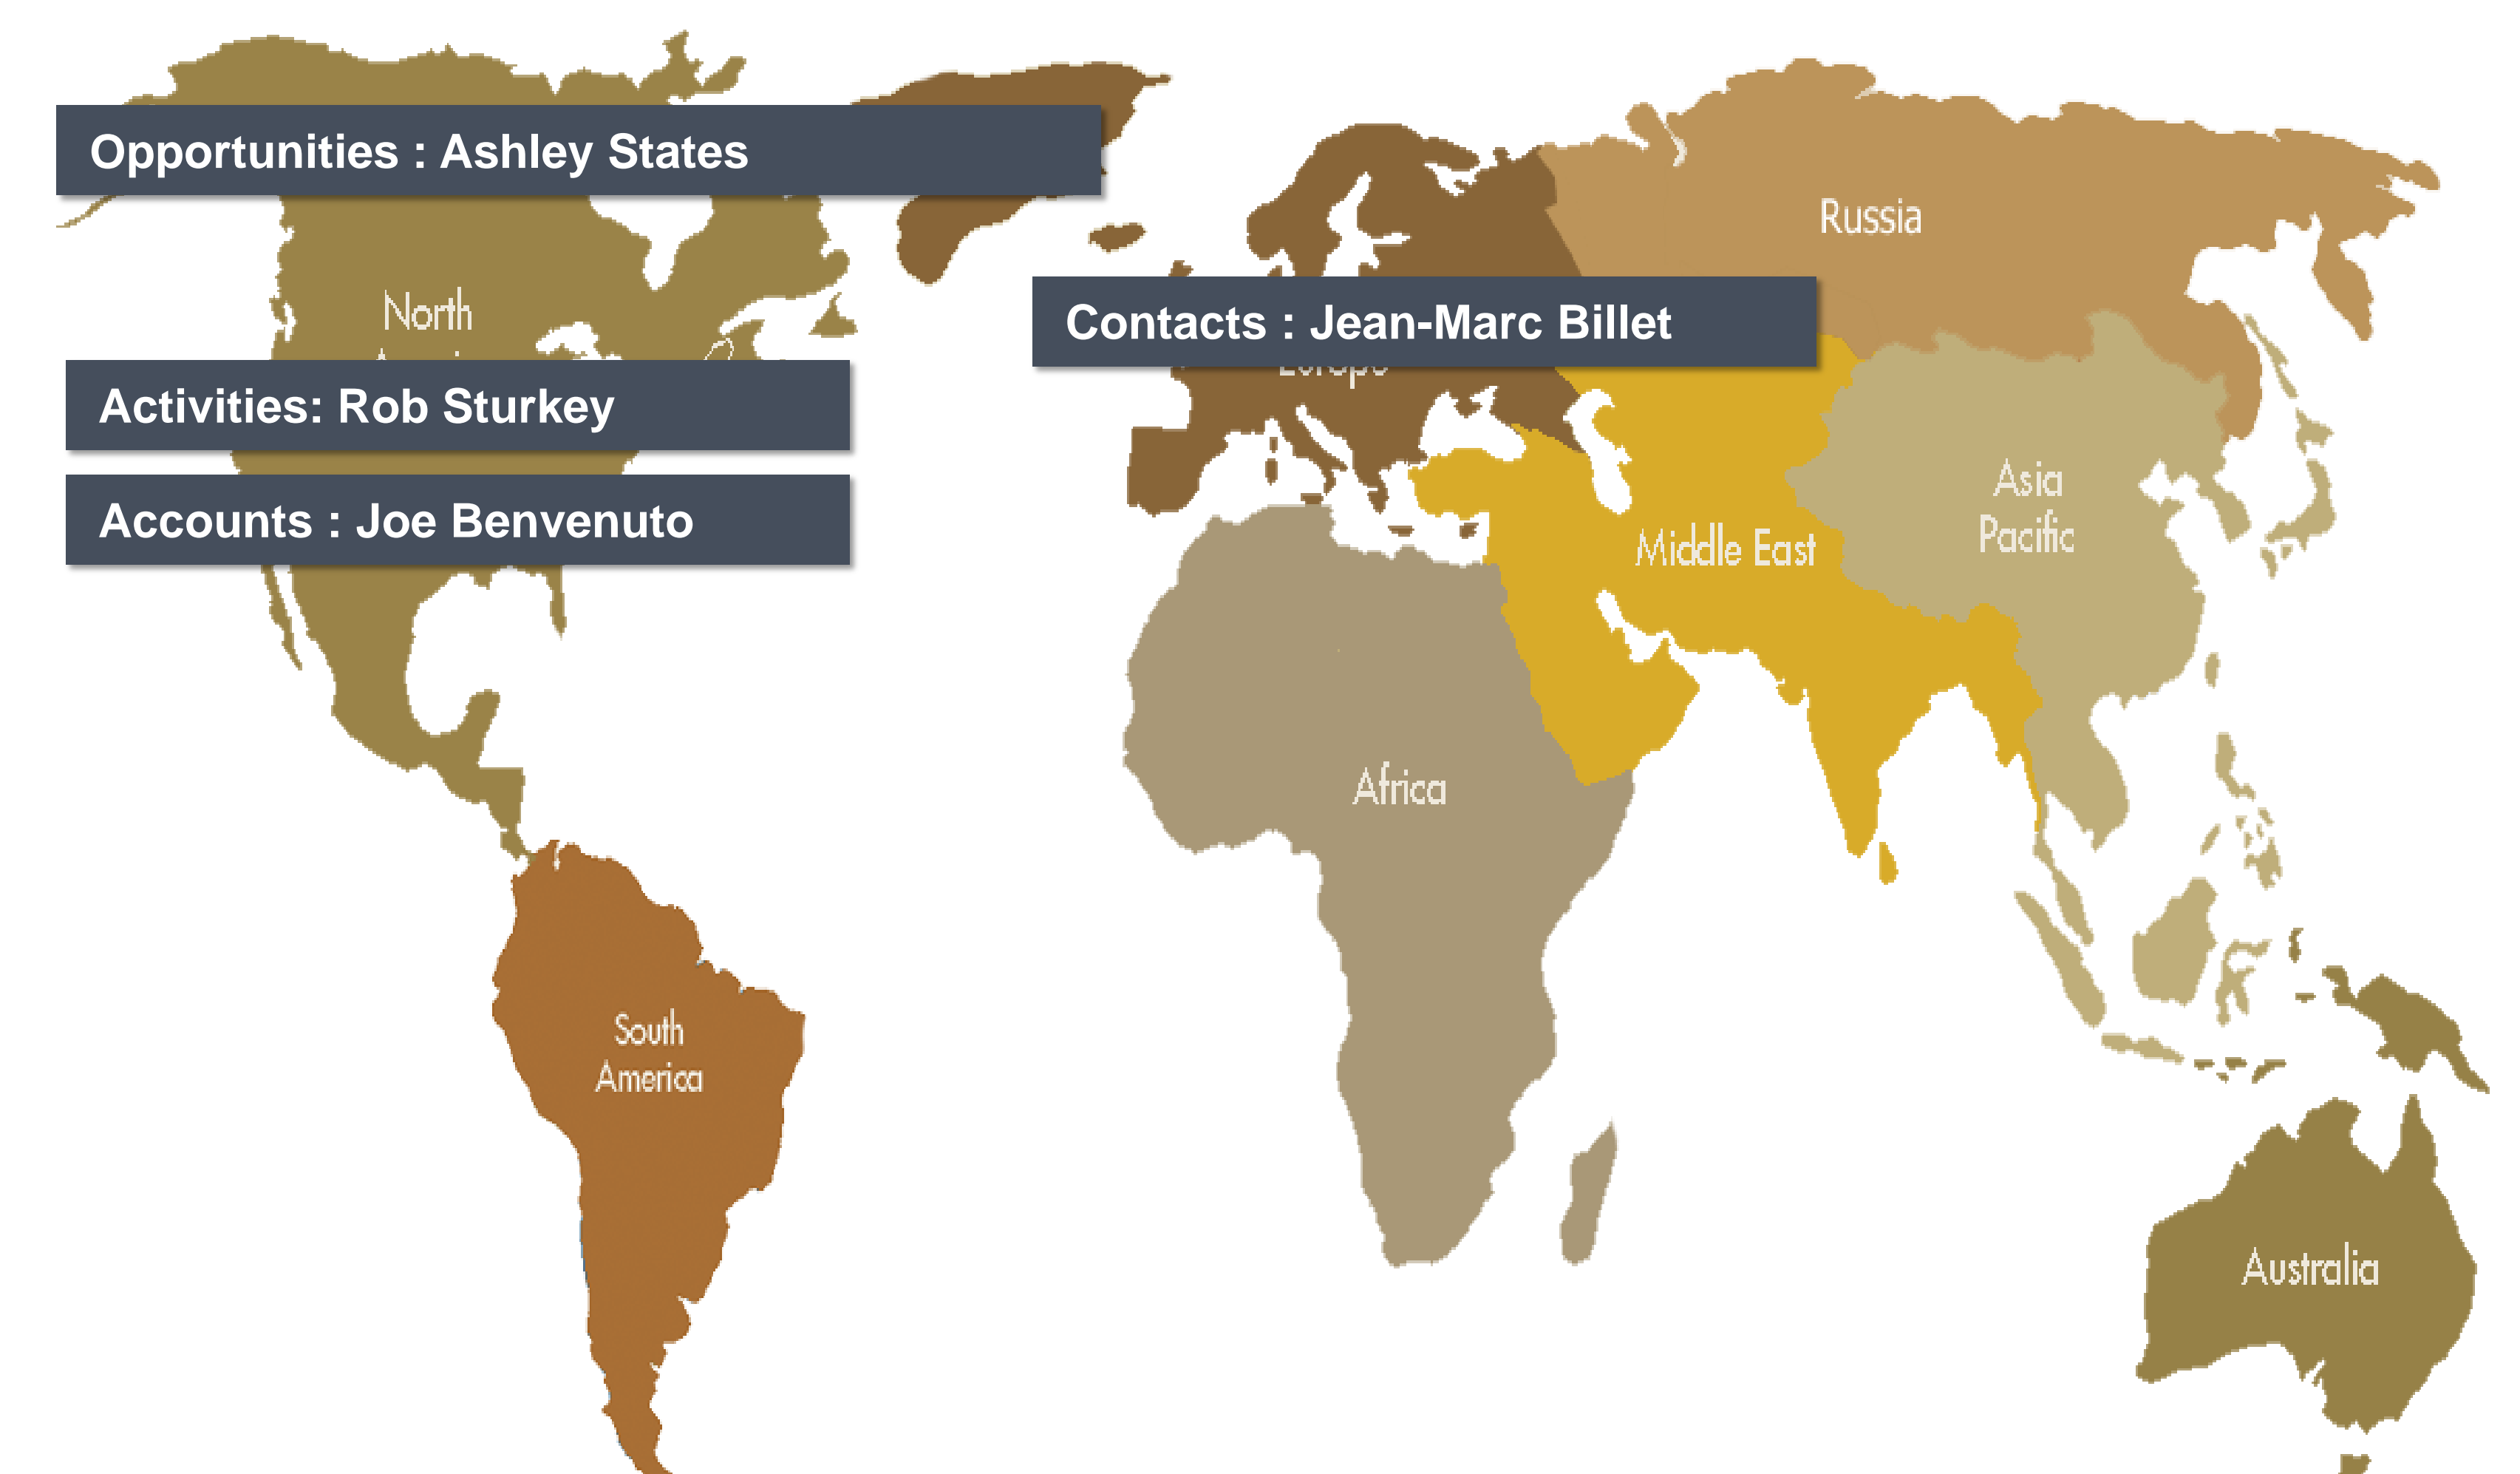 Opportunities : Ashley States
Russia
North
Contacts : Jean-Marc Billet
Europe
Activities: Rob Sturkey
Asia
Pacific
Accounts : Joe Benvenuto
Middle East
Africa
South
America
Australia